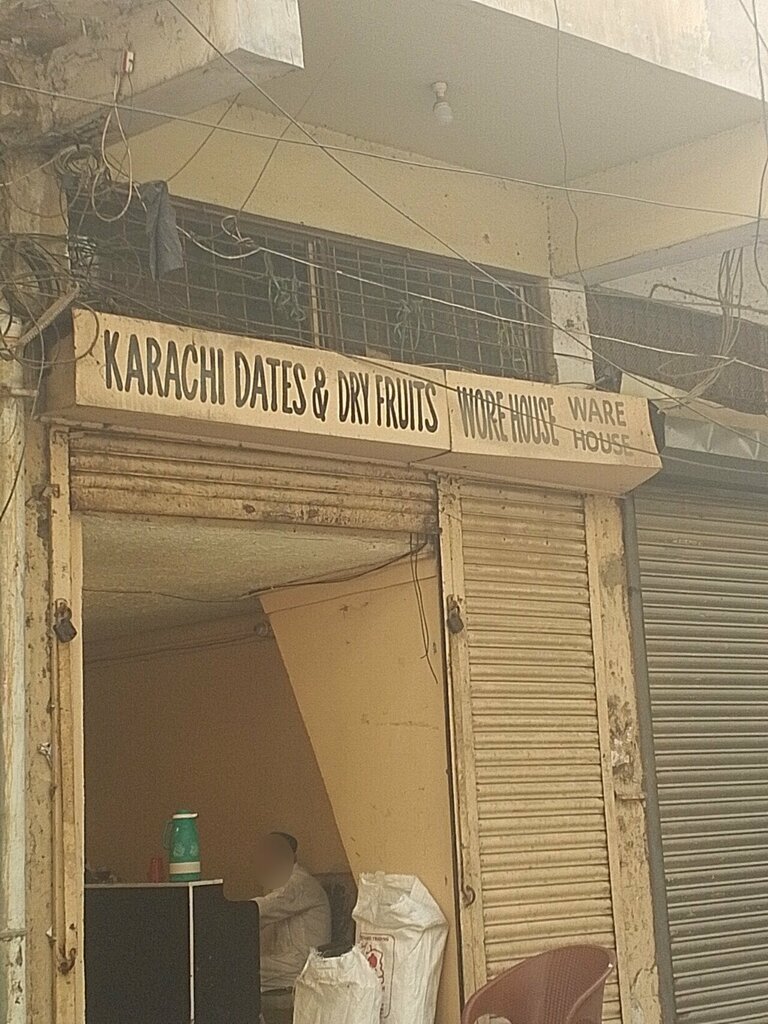 KARACHI DATES & DRY FRUITS
WORE HOUSE
WARE
HOUSE